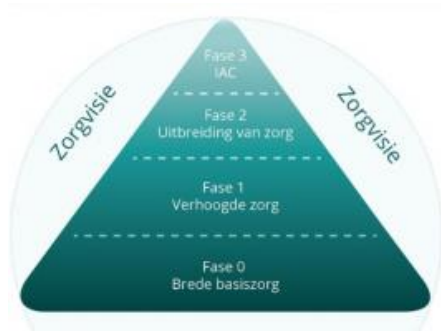 Fase 3
IAC
Zorgvisie
Zorgvisie
Fase 2
Uitbreiding van zorg
Fase 1
Verhoogde zorg
Fase 0
Brede basiszorg